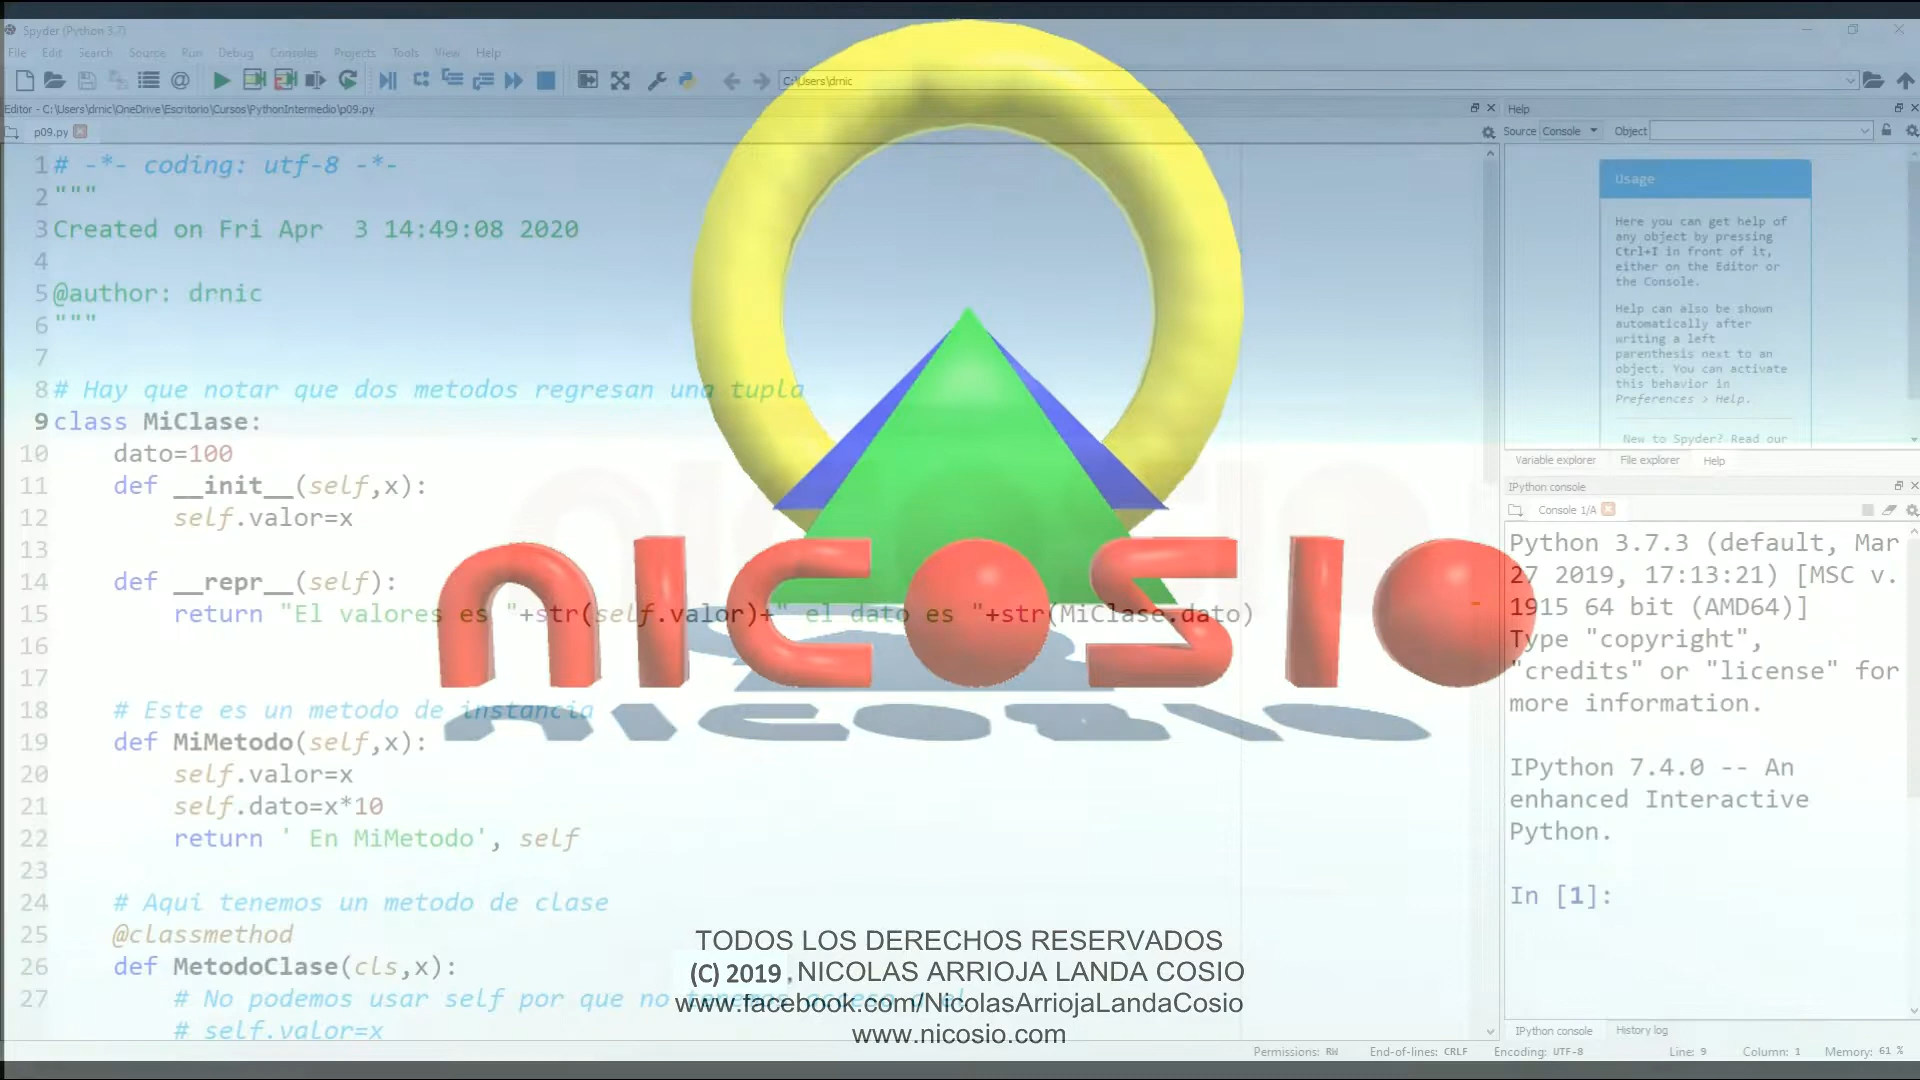 Spyder (Python 3.7)
File Edit Search Source Run Debug Consoles Projects Tools View Help
C:\Users\drnic
Editor - C:\Users\drnic\OneDrive\Escritorio\Cursos\PythonIntermedio\p09.py
p09.py
1 # -*- coding: utf-8 -*-
2 """
3 Created on Fri Apr  3 14:49:08 2020
4
5 @author: drnic
6 """
7
8 # Hay que notar que dos metodos regresan una tupla
9 class MiClase:
10     dato=100
11     def __init__(self,x):
12         self.valor=x
13
14     def __repr__(self):
15         return "El valores es "+str(self.valor)+" el dato es "+str(MiClase.dato)
16
17
18     # Este es un metodo de instancia
19     def MiMetodo(self,x):
20         self.valor=x
21         self.dato=x*10
22         return ' En MiMetodo', self
23
24     # Aqui tenemos un metodo de clase
25     @classmethod
26     def MetodoClase(cls,x):
27         # No podemos usar self por que no tenemos acceso a el
        # self.valor=x
NICOSIO
TODOS LOS DERECHOS RESERVADOS
(C) 2019 , NICOLAS ARRIOJA LANDA COSIO
www.facebook.com/NicolasArriojaLandaCosio
www.nicosio.com
Help
Source Console Object
Usage
Here you can get help of
any object by pressing
Ctrl+I in front of it,
either on the Editor or
the Console.
Help can also be shown
automatically after
writing a left
parenthesis next to an
object. You can activate
this behavior in
Preferences > Help.
New to Spyder? Read our
Variable explorer File explorer Help
IPython console
Console 1/A
Python 3.7.3 (default, Mar
27 2019, 17:13:21) [MSC v.
1915 64 bit (AMD64)]
Type "copyright",
"credits" or "license" for
more information.
IPython 7.4.0 -- An
enhanced Interactive
Python.
In [1]:
IPython console History log
Permissions: RW End-of-lines: CRLF Encoding: UTF-8 Line: 9 Column: 1 Memory: 61 %